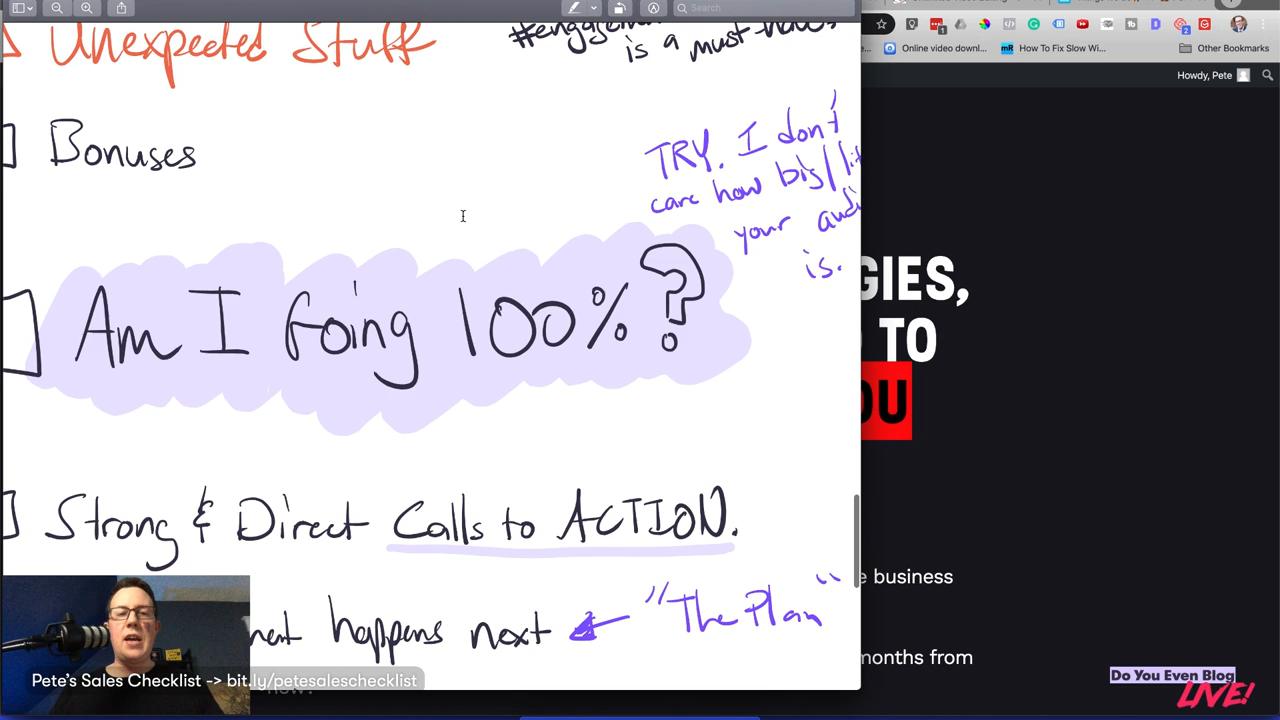 Search
Unexpected Stuff
is a must-have
Online video downl...
How To Fix Slow Wi...
Other Bookmarks
Howdy, Pete
Bonuses
TRY. I don't
care how big/
your
is.
GIES,
TO
OU
Am I Going 100%?
Strong & Direct Calls to ACTION.
e business
happens next
"The Plan"
months from
Pete's Sales Checklist -> bit.ly/petesaleschecklist
Do You Even Blog
LIVE!